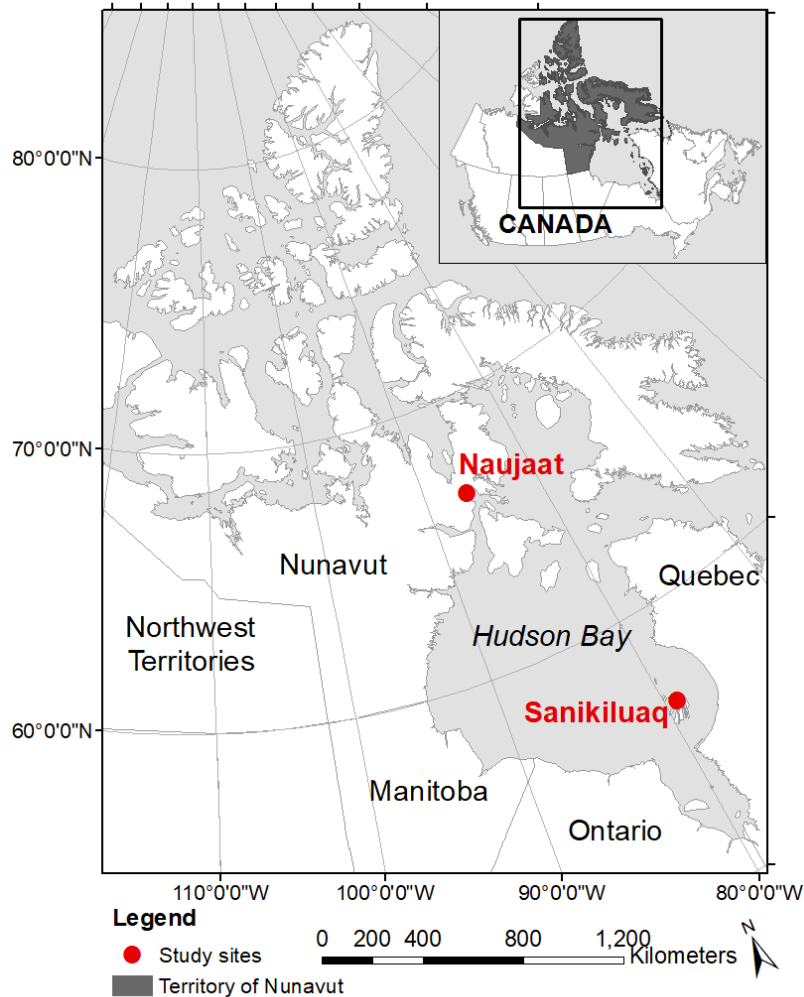 CANADA
80°0'0"N
70°0'0"N
Naujaat
Nunavut
Quebec
Northwest
Territories
Hudson Bay
Sanikiluaq
60°0'0"N
Manitoba
Ontario
110°0'0"W
100°0'0"W
90°0'0"W
80°0'0"W
Legend
Study sites
Territory of Nunavut
0 200 400 800 1,200
Kilometers
N